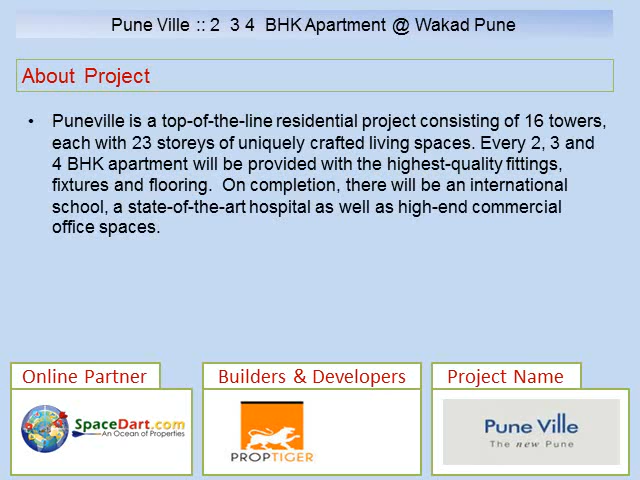 Pune Ville :: 2 3 4 BHK Apartment @ Wakad Pune
About Project
• Puneville is a top-of-the-line residential project consisting of 16 towers,
each with 23 storeys of uniquely crafted living spaces. Every 2, 3 and
4 BHK apartment will be provided with the highest-quality fittings,
fixtures and flooring. On completion, there will be an international
school, a state-of-the-art hospital as well as high-end commercial
office spaces.
Online Partner
Builders & Developers
Project Name
SpaceDart.com
An Ocean of Properties
PROPTIGER
Pune Ville
The new Pune